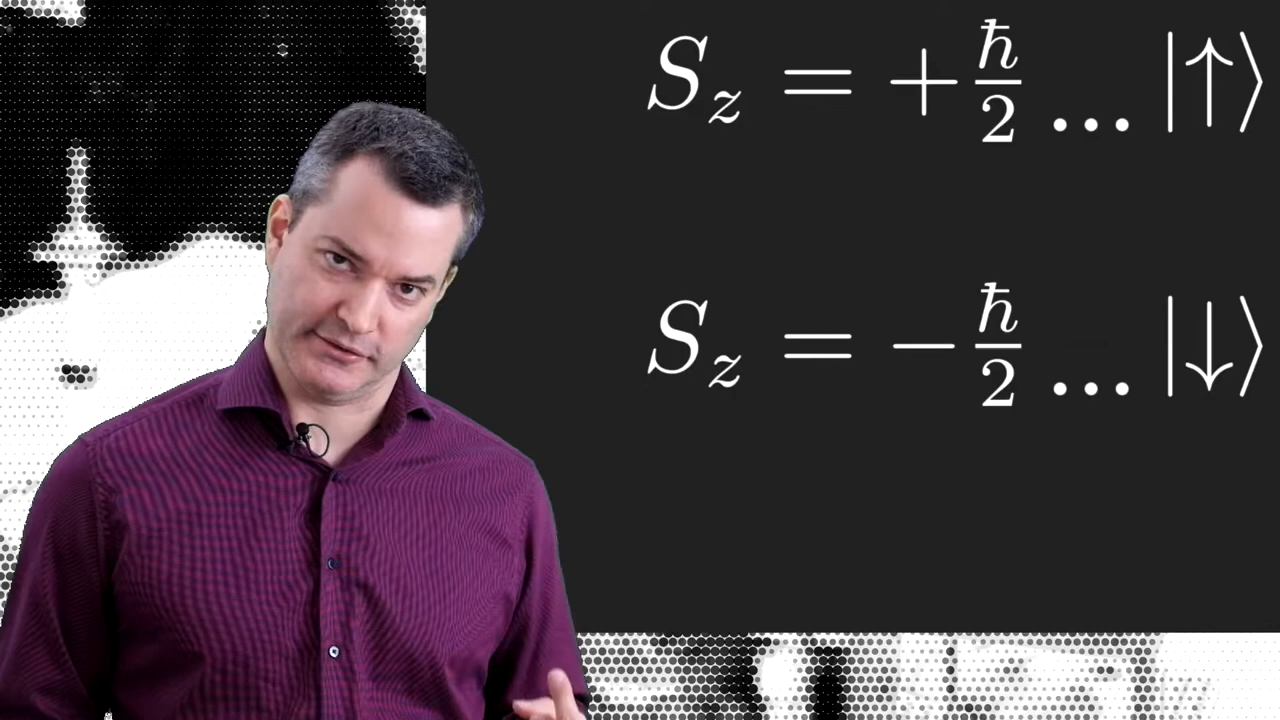 S_z = +ħ/2 ... |↑⟩
S_z = −ħ/2 ... |↓⟩